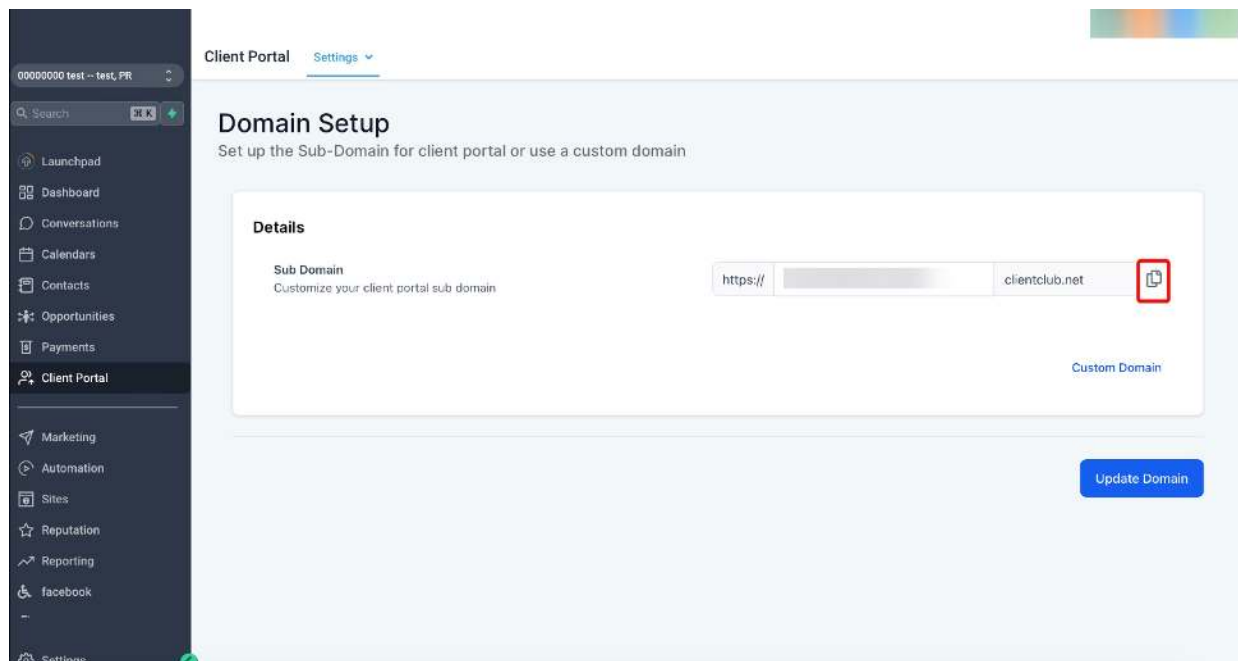 Client Portal Settings
00000000 test -- test, PR
Search ⌘ K
Launchpad
Dashboard
Conversations
Calendars
Contacts
Opportunities
Payments
Client Portal
Marketing
Automation
Sites
Reputation
Reporting
facebook
Settings
Domain Setup
Set up the Sub-Domain for client portal or use a custom domain
Details
Sub Domain
Customize your client portal sub domain
https:// clientclub.net
Custom Domain
Update Domain